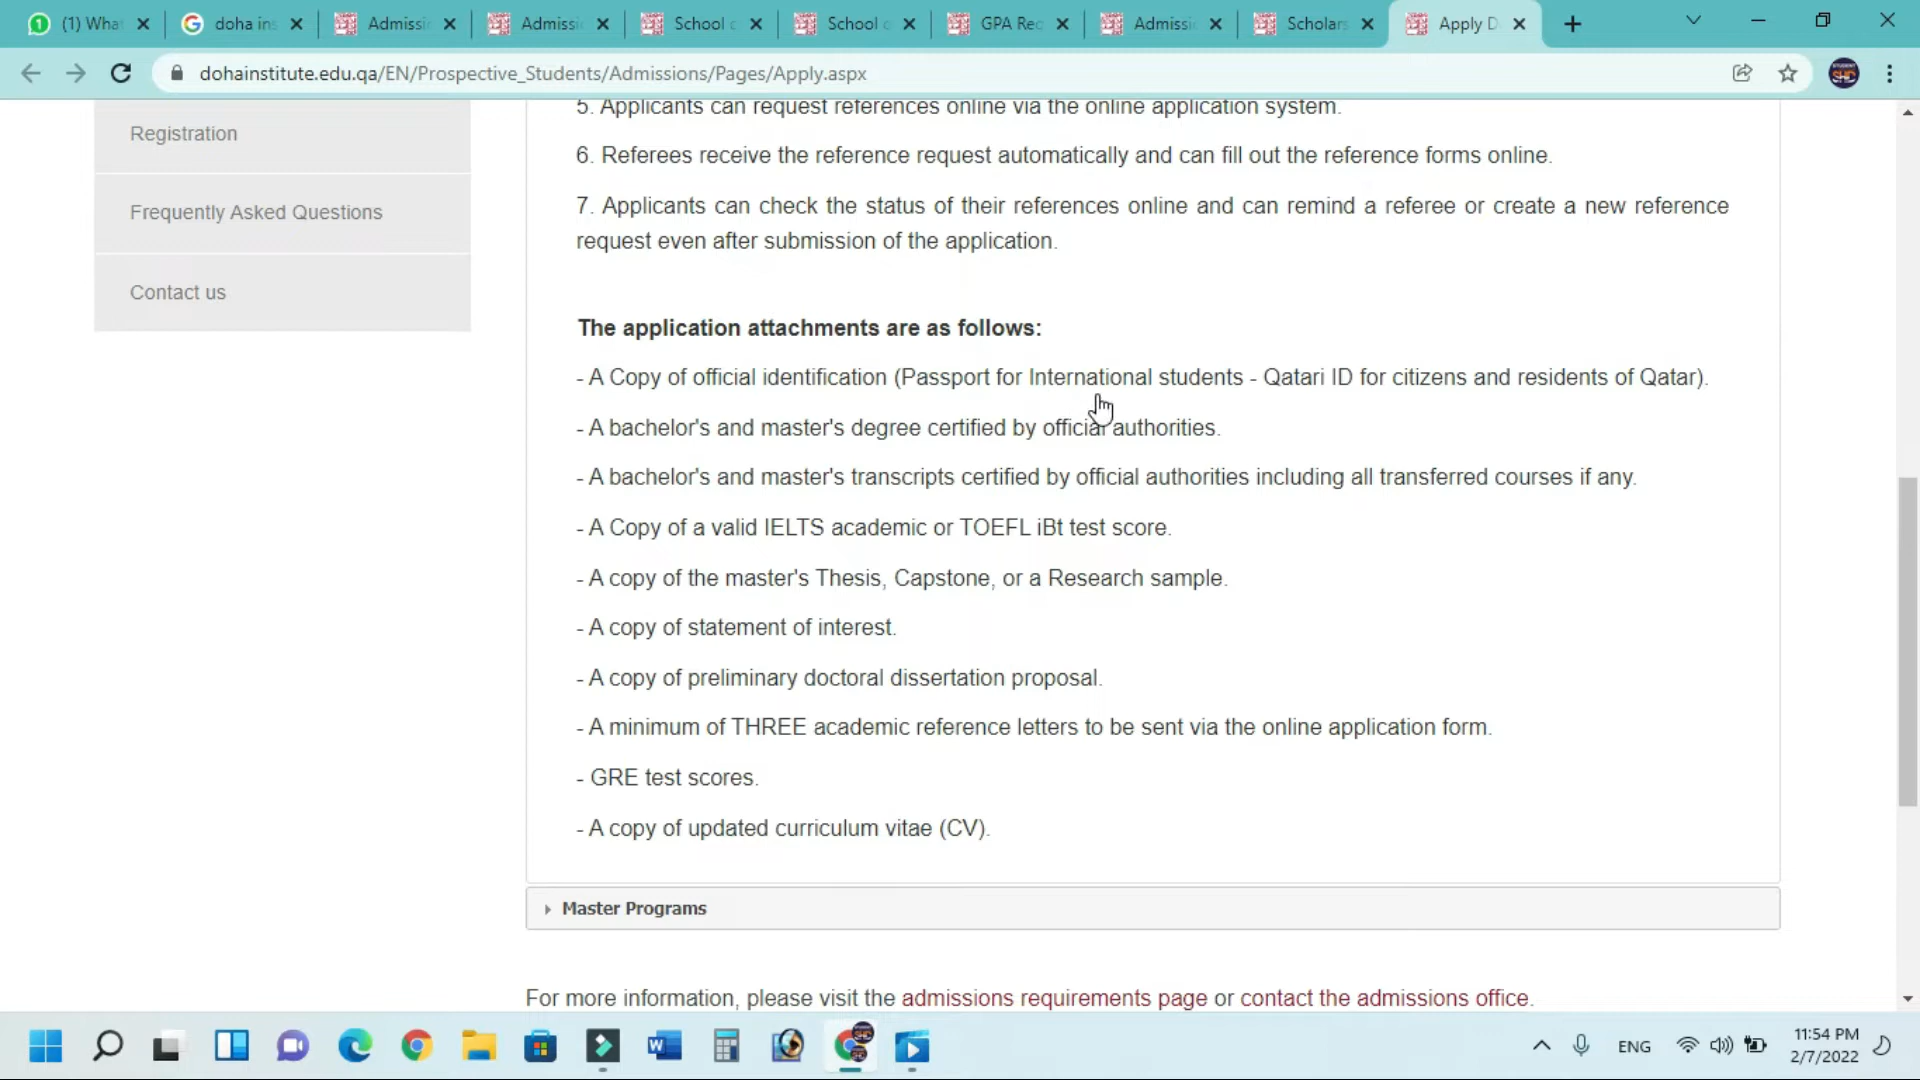 (1) What
doha ins
Admissi
Admissi
School o
School o
GPA Req
Admissi
Scholars
Apply D
dohainstitute.edu.qa/EN/Prospective_Students/Admissions/Pages/Apply.aspx
Registration
Frequently Asked Questions
Contact us
5. Applicants can request references online via the online application system.
6. Referees receive the reference request automatically and can fill out the reference forms online.
7. Applicants can check the status of their references online and can remind a referee or create a new reference
request even after submission of the application.
The application attachments are as follows:
- A Copy of official identification (Passport for International students - Qatari ID for citizens and residents of Qatar).
- A bachelor's and master's degree certified by official authorities.
- A bachelor's and master's transcripts certified by official authorities including all transferred courses if any.
- A Copy of a valid IELTS academic or TOEFL iBt test score.
- A copy of the master's Thesis, Capstone, or a Research sample.
- A copy of statement of interest.
- A copy of preliminary doctoral dissertation proposal.
- A minimum of THREE academic reference letters to be sent via the online application form.
- GRE test scores.
- A copy of updated curriculum vitae (CV).
Master Programs
For more information, please visit the admissions requirements page or contact the admissions office.
ENG
11:54 PM
2/7/2022